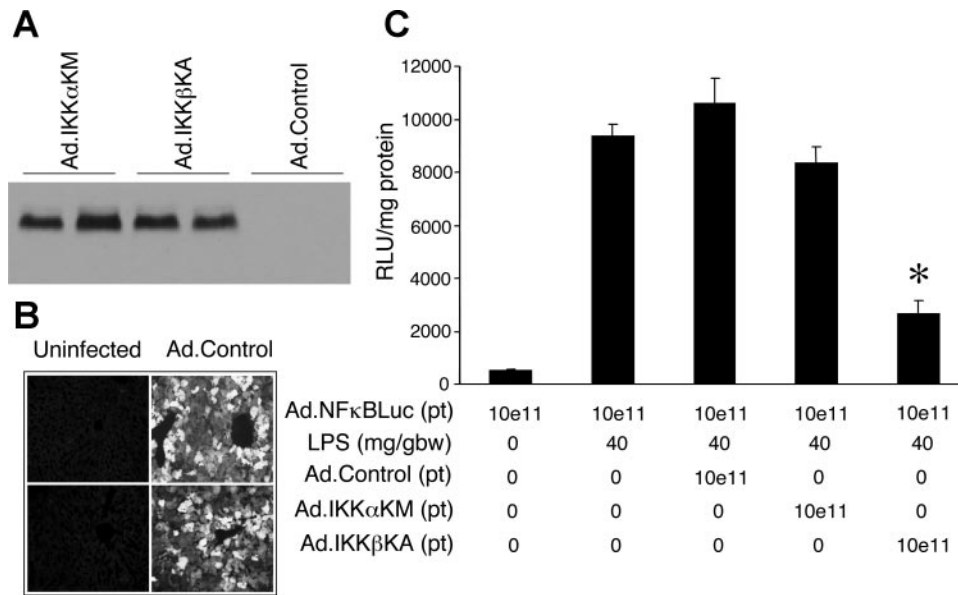 A
Ad.IKKαKM
Ad.IKKβKA
Ad.Control
B
Uninfected Ad.Control
C
RLU/mg protein
12000
10000
8000
6000
4000
2000
0
*
Ad.NFκBLuc (pt) 10e11 10e11 10e11 10e11 10e11
LPS (mg/gbw) 0 40 40 40 40
Ad.Control (pt) 0 0 10e11 0 0
Ad.IKKαKM (pt) 0 0 0 10e11 0
Ad.IKKβKA (pt) 0 0 0 0 10e11